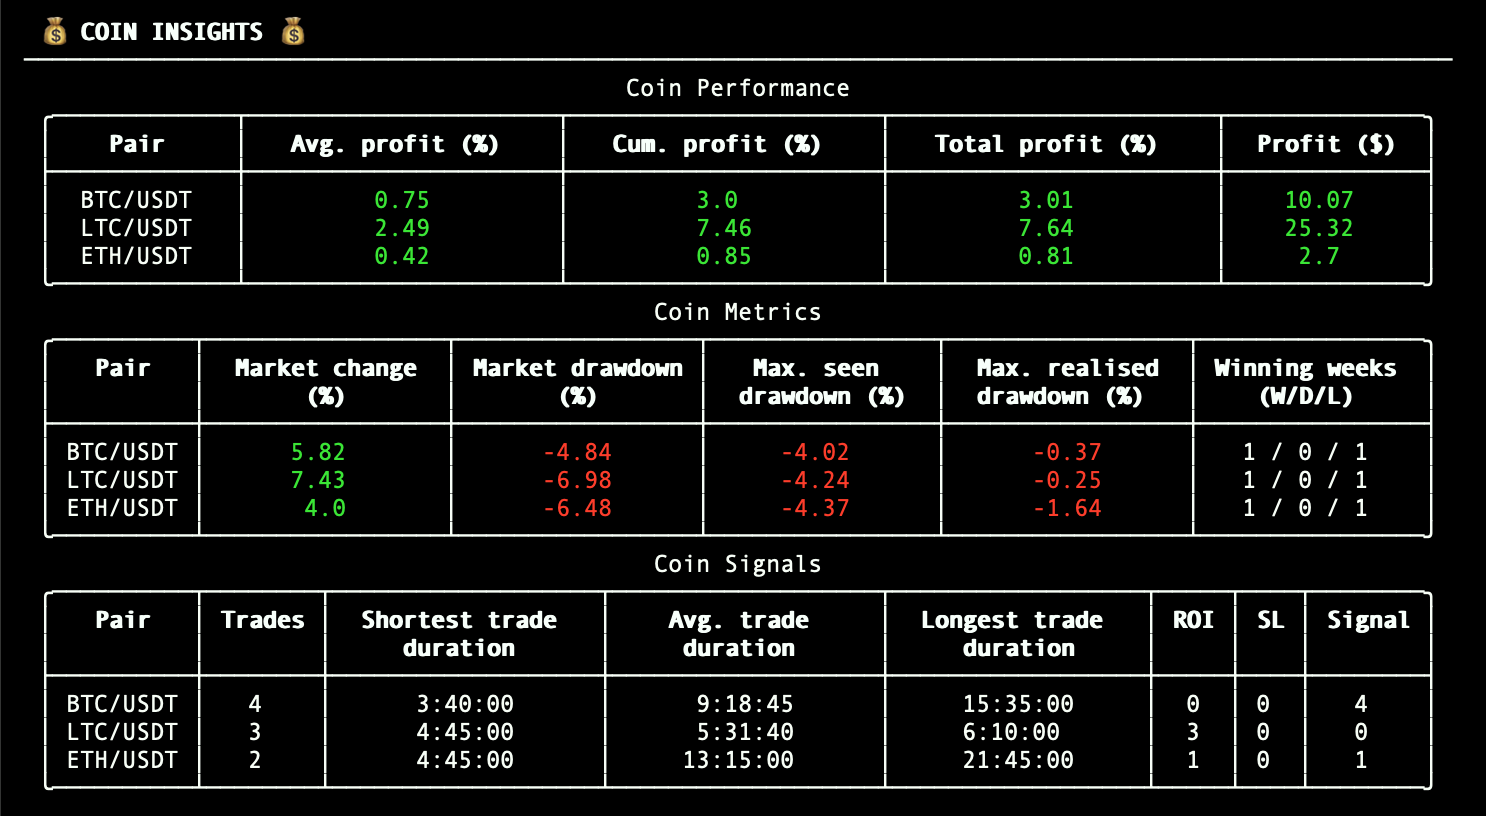 💰 COIN INSIGHTS 💰
Coin Performance
Pair Avg. profit (%) Cum. profit (%) Total profit (%) Profit ($)
BTC/USDT 0.75 3.0 3.01 10.07
LTC/USDT 2.49 7.46 7.64 25.32
ETH/USDT 0.42 0.85 0.81 2.7
Coin Metrics
Pair Market change Market drawdown Max. seen Max. realised Winning weeks
(%) (%) drawdown (%) drawdown (%) (W/D/L)
BTC/USDT 5.82 -4.84 -4.02 -0.37 1 / 0 / 1
LTC/USDT 7.43 -6.98 -4.24 -0.25 1 / 0 / 1
ETH/USDT 4.0 -6.48 -4.37 -1.64 1 / 0 / 1
Coin Signals
Pair Trades Shortest trade Avg. trade Longest trade ROI SL Signal
duration duration duration
BTC/USDT 4 3:40:00 9:18:45 15:35:00 0 0 4
LTC/USDT 3 4:45:00 5:31:40 6:10:00 3 0 0
ETH/USDT 2 4:45:00 13:15:00 21:45:00 1 0 1